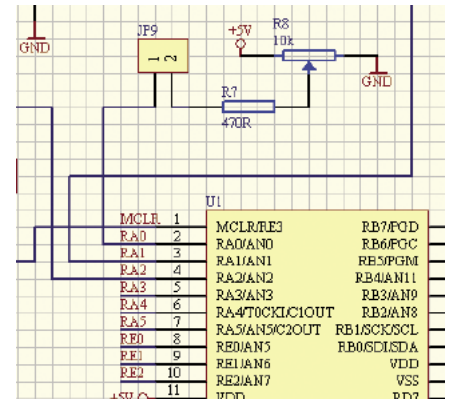 JP9
+5V
R8
10k
GND
1 2
GND
R7
470R
U1
MCLR 1 MCLR/RE3 RB7/PGD
RA0 2 RA0/AN0 RB6/PGC
RA1 3 RA1/AN1 RB5/PGM
RA2 4 RA2/AN2 RB4/AN11
RA3 5 RA3/AN3 RB3/AN9
RA4 6 RA4/T0CKI/C1OUT RB2/AN8
RA5 7 RA5/AN5/C2OUT RB1/SCK/SCL
RE0 8 RE0/AN5 RB0/SDI/SDA
RE1 9 RE1/AN6 VDD
RE2 10 RE2/AN7 VSS
+5V 11 VDD RD7